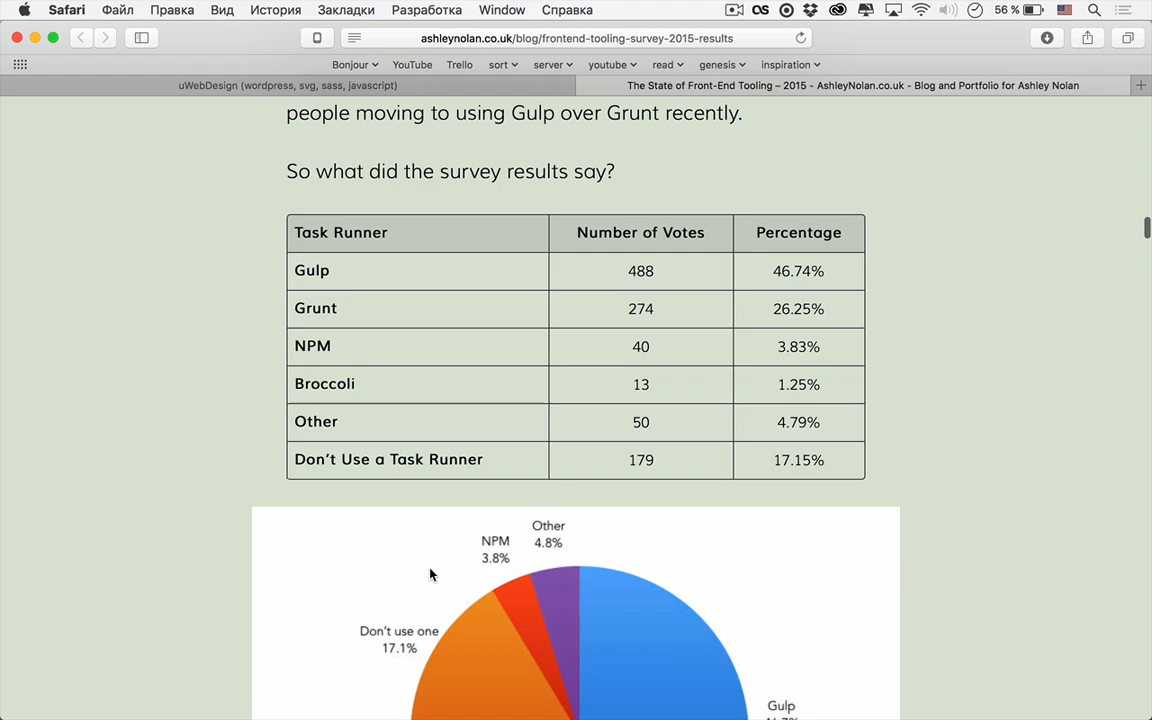 Safari Файл Правка Вид История Закладки Разработка Window Справка 56 %
ashleynolan.co.uk/blog/frontend-tooling-survey-2015-results
Bonjour YouTube Trello sort server youtube read genesis inspiration
uWebDesign (wordpress, svg, sass, javascript) The State of Front-End Tooling – 2015 - AshleyNolan.co.uk - Blog and Portfolio for Ashley Nolan
people moving to using Gulp over Grunt recently.
So what did the survey results say?
Task Runner Number of Votes Percentage
Gulp 488 46.74%
Grunt 274 26.25%
NPM 40 3.83%
Broccoli 13 1.25%
Other 50 4.79%
Don't Use a Task Runner 179 17.15%
Other
4.8%
NPM
3.8%
Don't use one
17.1%
Gulp